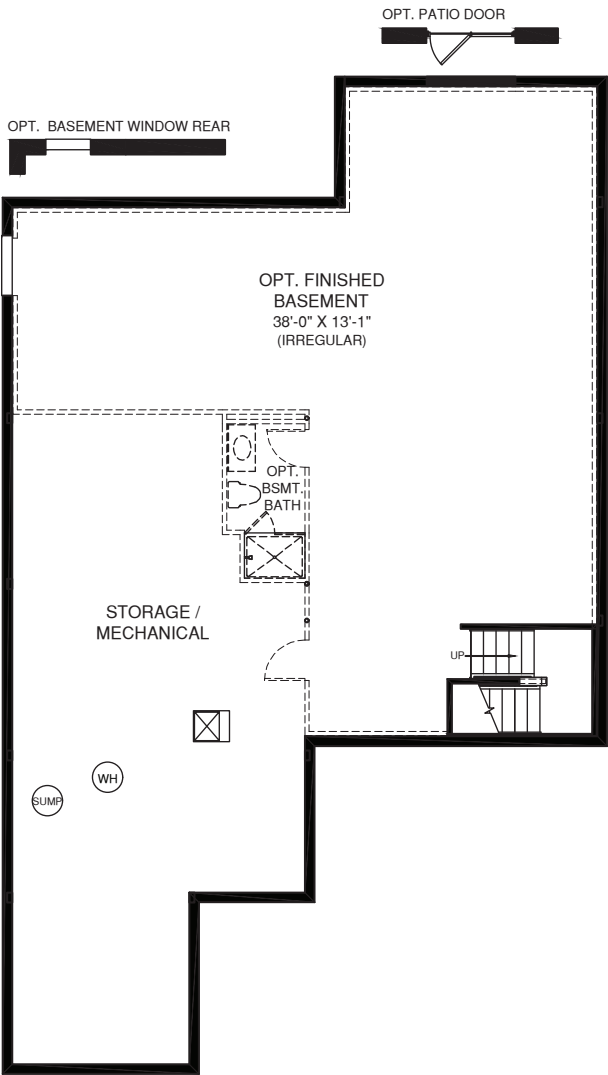 OPT. PATIO DOOR
OPT. BASEMENT WINDOW REAR
OPT. FINISHED
BASEMENT
38'-0" X 13'-1"
(IRREGULAR)
OPT.
BSMT.
BATH
STORAGE /
MECHANICAL
UP
WH
SUMP